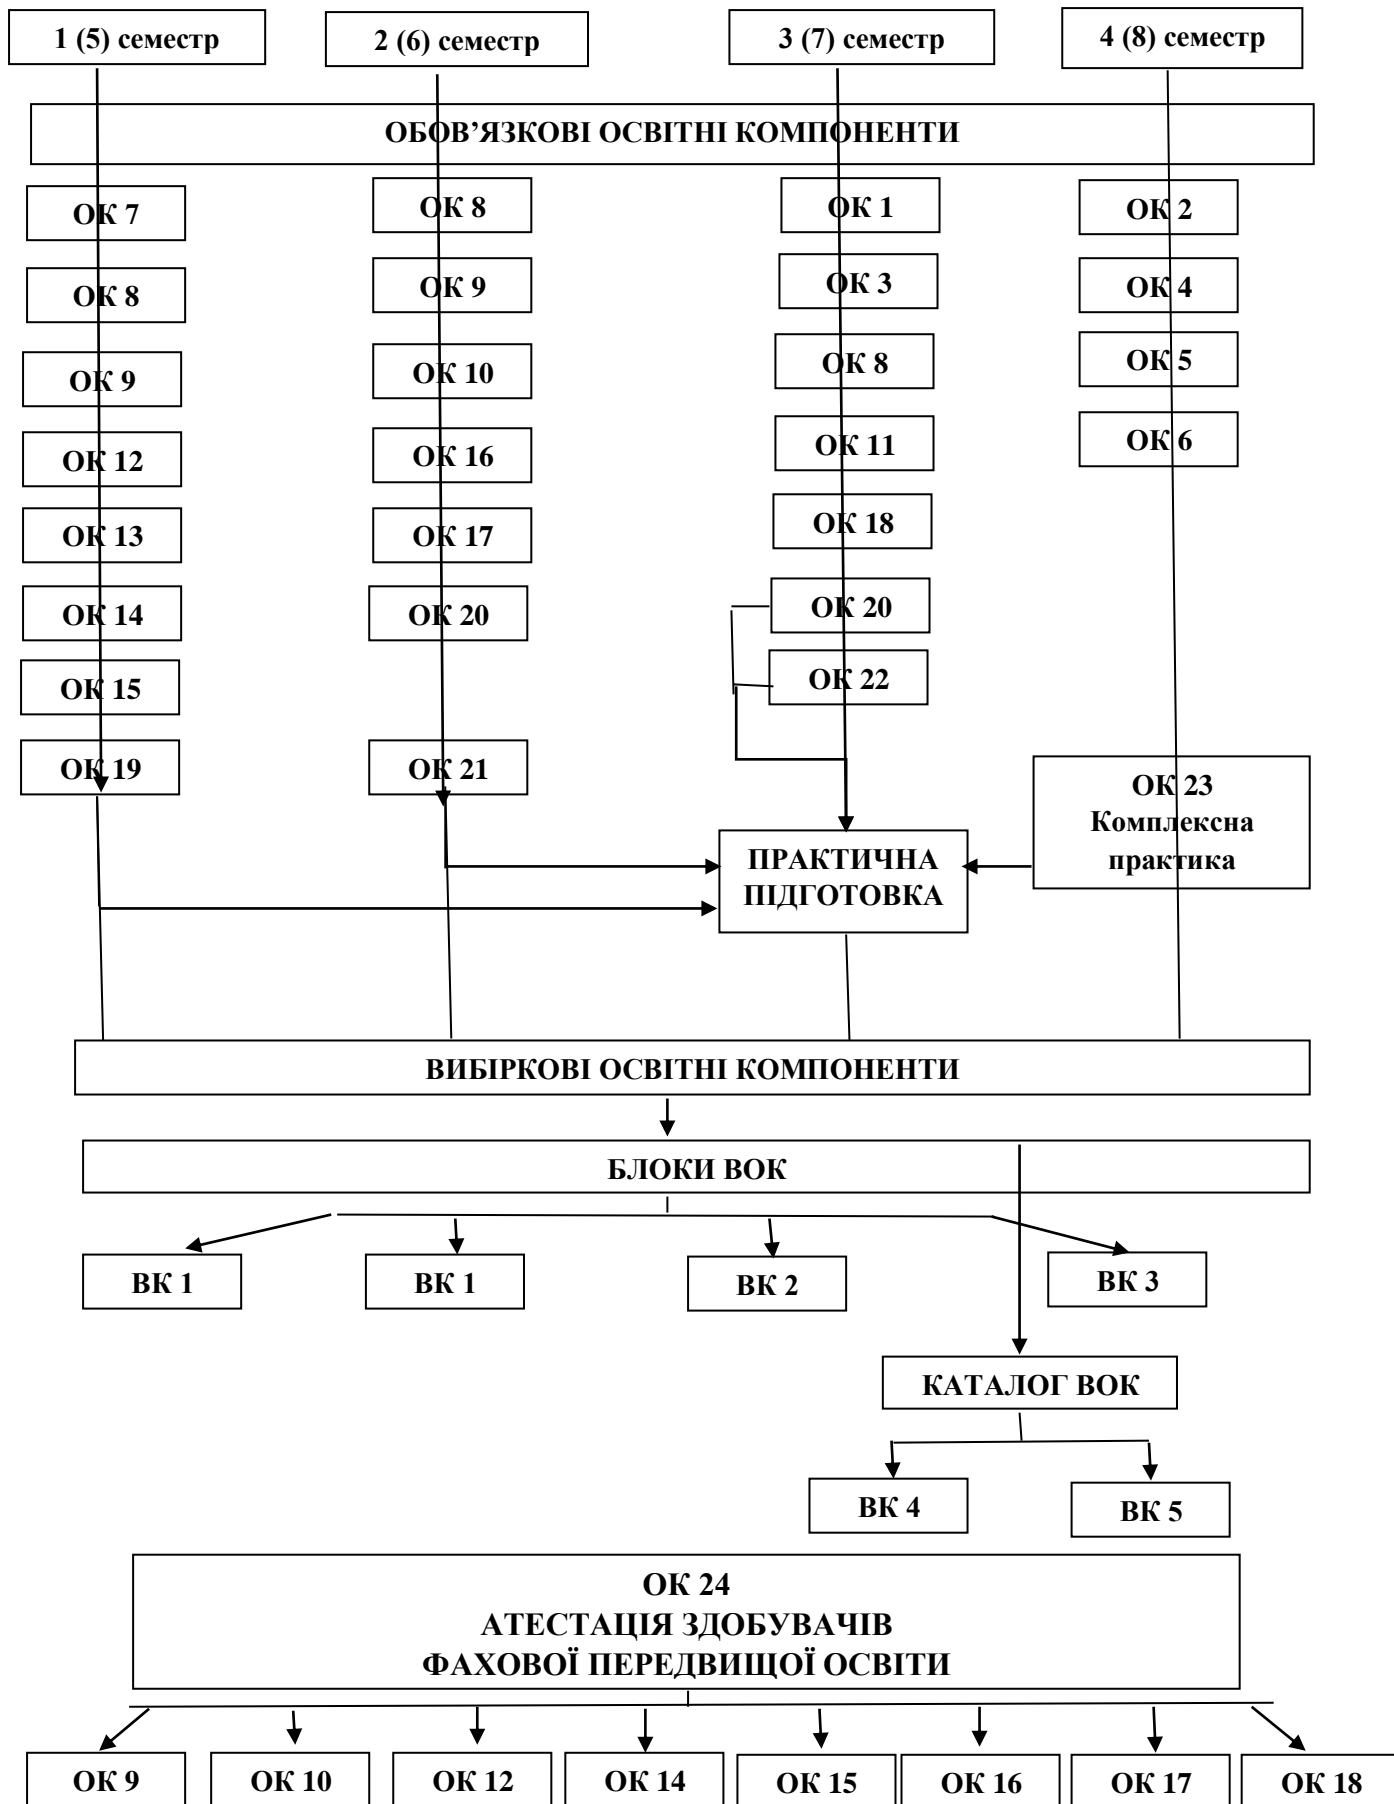 1 (5) семестр
2 (6) семестр
3 (7) семестр
4 (8) семестр
ОБОВ’ЯЗКОВІ ОСВІТНІ КОМПОНЕНТИ
ОК 7
ОК 8
ОК 1
ОК 2
ОК 8
ОК 9
ОК 3
ОК 4
ОК 9
ОК 10
ОК 8
ОК 5
ОК 12
ОК 16
ОК 11
ОК 6
ОК 13
ОК 17
ОК 18
ОК 14
ОК 20
ОК 20
ОК 15
ОК 22
ОК 19
ОК 21
ОК 23
Комплексна
практика
ПРАКТИЧНА
ПІДГОТОВКА
ВИБІРКОВІ ОСВІТНІ КОМПОНЕНТИ
БЛОКИ ВОК
ВК 1
ВК 1
ВК 2
ВК 3
КАТАЛОГ ВОК
ВК 4
ВК 5
ОК 24
АТЕСТАЦІЯ ЗДОБУВАЧІВ
ФАХОВОЇ ПЕРЕДВИЩОЇ ОСВІТИ
ОК 9
ОК 10
ОК 12
ОК 14
ОК 15
ОК 16
ОК 17
ОК 18